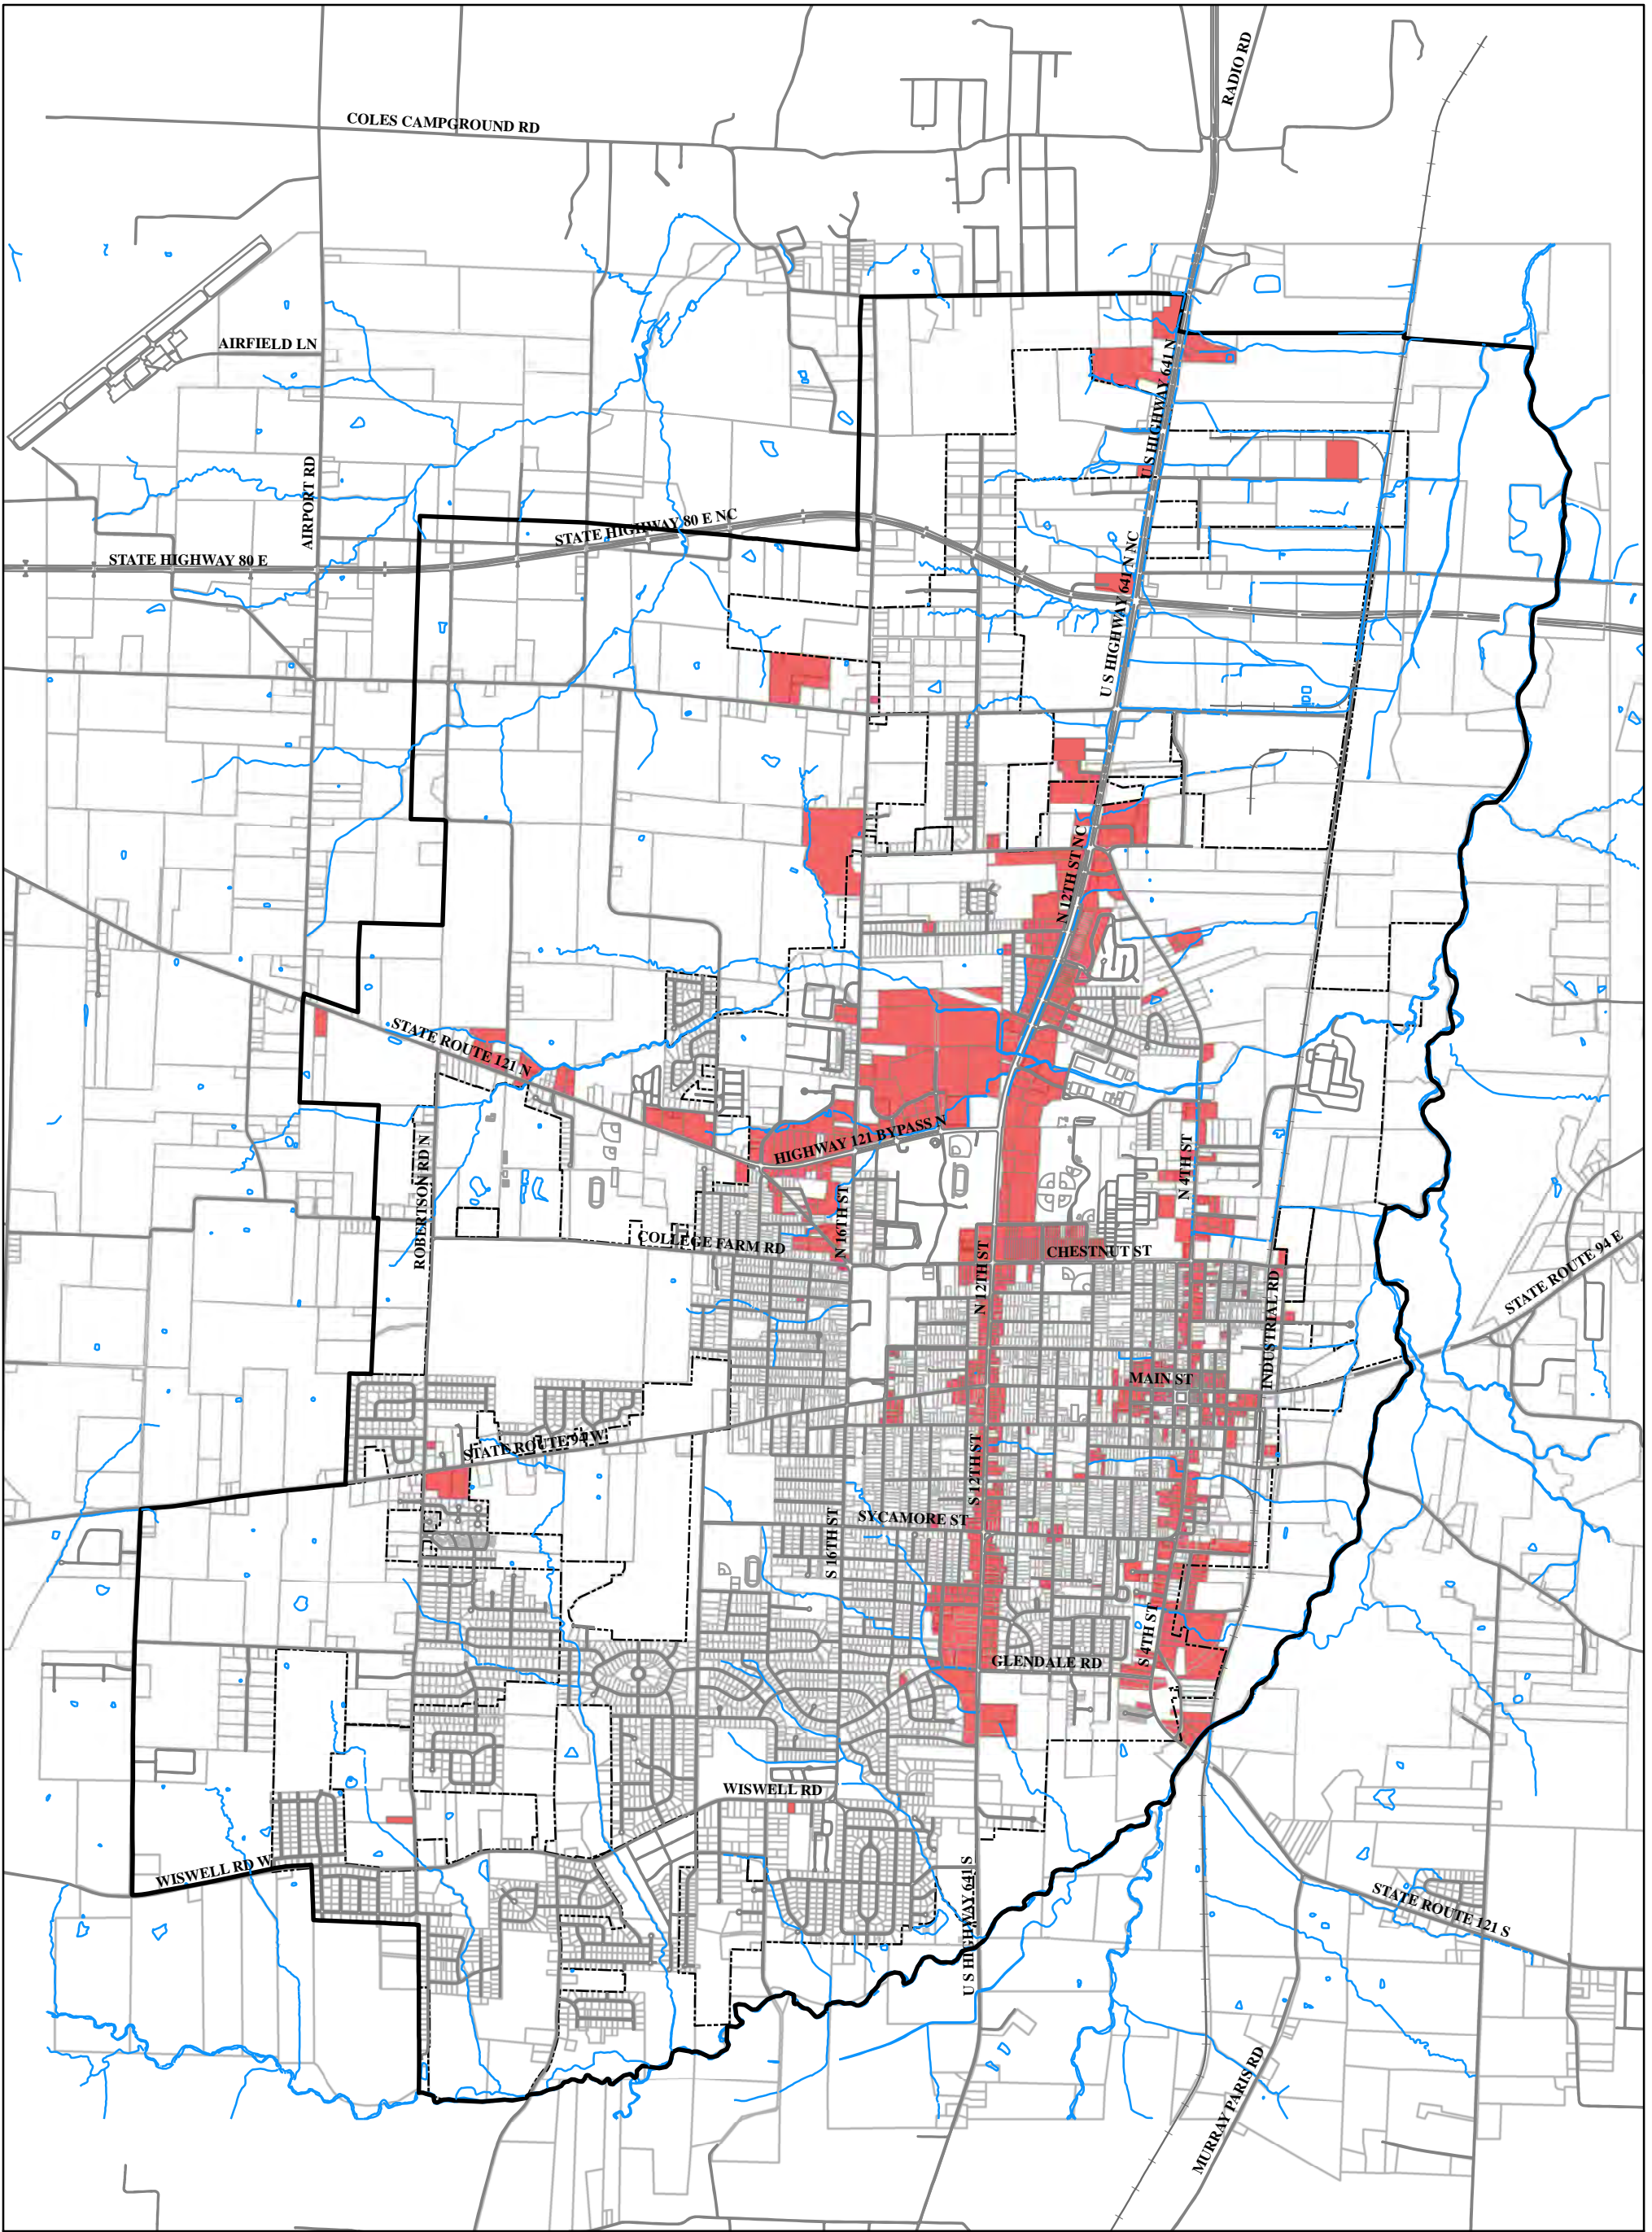 RADIO RD
COLES CAMPGROUND RD
AIRFIELD LN
U S HIGHWAY 641 N
AIRPORT RD
STATE HIGHWAY 80 E NC
STATE HIGHWAY 80 E
U S HIGHWAY 641 N NC
N 12TH ST NC
STATE ROUTE 121 N
HIGHWAY 121 BYPASS N
ROBERTSON RD N
N 4TH ST
N 16TH ST
COLLEGE FARM RD
CHESTNUT ST
N 12TH ST
STATE ROUTE 94 E
INDUSTRIAL RD
MAIN ST
STATE ROUTE 94 W
S 12TH ST
SYCAMORE ST
S 16TH ST
S 4TH ST
GLENDALE RD
WISWELL RD
WISWELL RD W
U S HIGHWAY 641 S
STATE ROUTE 121 S
MURRAY PARIS RD